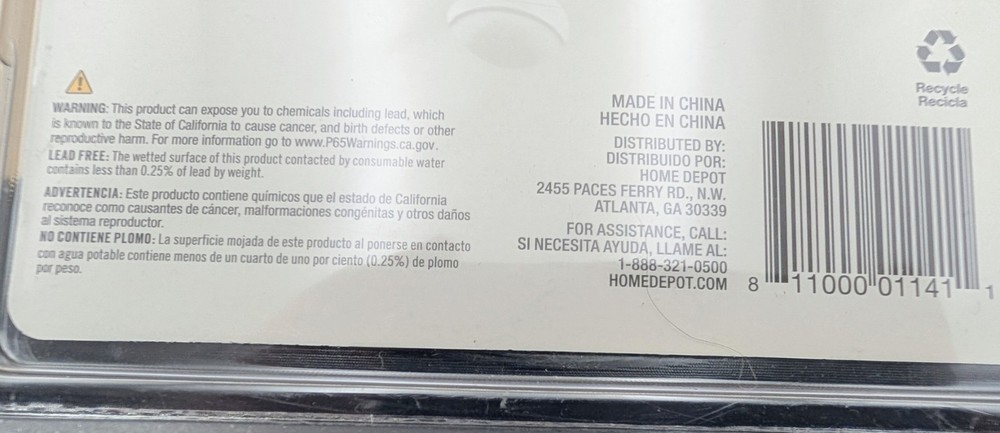 WARNING: This product can expose you to chemicals including lead, which
is known to the State of California to cause cancer, and birth defects or other
reproductive harm. For more information go to www.P65Warnings.ca.gov.
LEAD FREE: The wetted surface of this product contacted by consumable water
contains less than 0.25% of lead by weight.
ADVERTENCIA: Este producto contiene químicos que el estado de California
reconoce como causantes de cáncer, malformaciones congénitas y otros daños
al sistema reproductor.
NO CONTIENE PLOMO: La superficie mojada de este producto al ponerse en contacto
con agua potable contiene menos de un cuarto de uno por ciento (0.25%) de plomo
por peso.
MADE IN CHINA
HECHO EN CHINA
DISTRIBUTED BY:
DISTRIBUIDO POR:
HOME DEPOT
2455 PACES FERRY RD., N.W.
ATLANTA, GA 30339
FOR ASSISTANCE, CALL:
SI NECESITA AYUDA, LLAME AL:
1-888-321-0500
HOMEDEPOT.COM
Recycle
Recicla
8 11000 01141 1